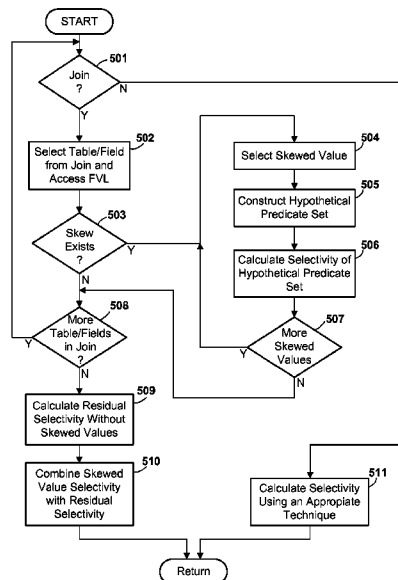 START
501
Join
?
N
Y
502
Select Table/Field
from Join and
Access FVL
503
Skew
Exists
?
Y
N
504
Select Skewed Value
505
Construct Hypothetical
Predicate Set
506
Calculate Selectivity of
Hypothetical Predicate
Set
507
More
Skewed Values
Y
N
508
More
Table/Fields
in Join
?
Y
N
509
Calculate Residual
Selectivity Without
Skewed Values
510
Combine Skewed
Value Selectivity
with Residual
Selectivity
511
Calculate Selectivity
Using an Appropiate
Technique
Return